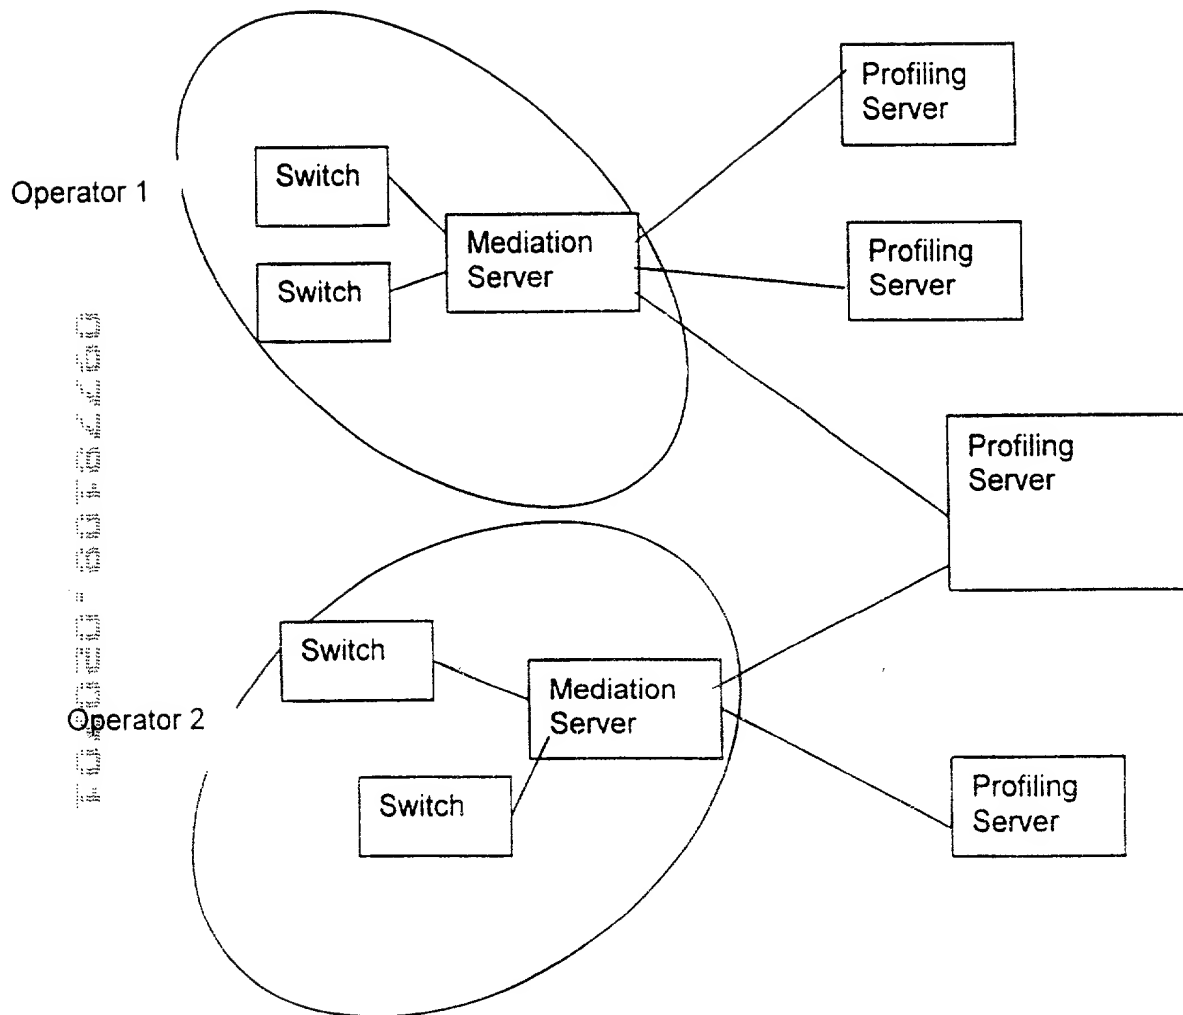 Profiling
Server
Switch
Operator 1
Mediation
Server
Profiling
Server
Switch
Profiling
Server
Switch
Mediation
Server
Operator 2
Profiling
Server
Switch